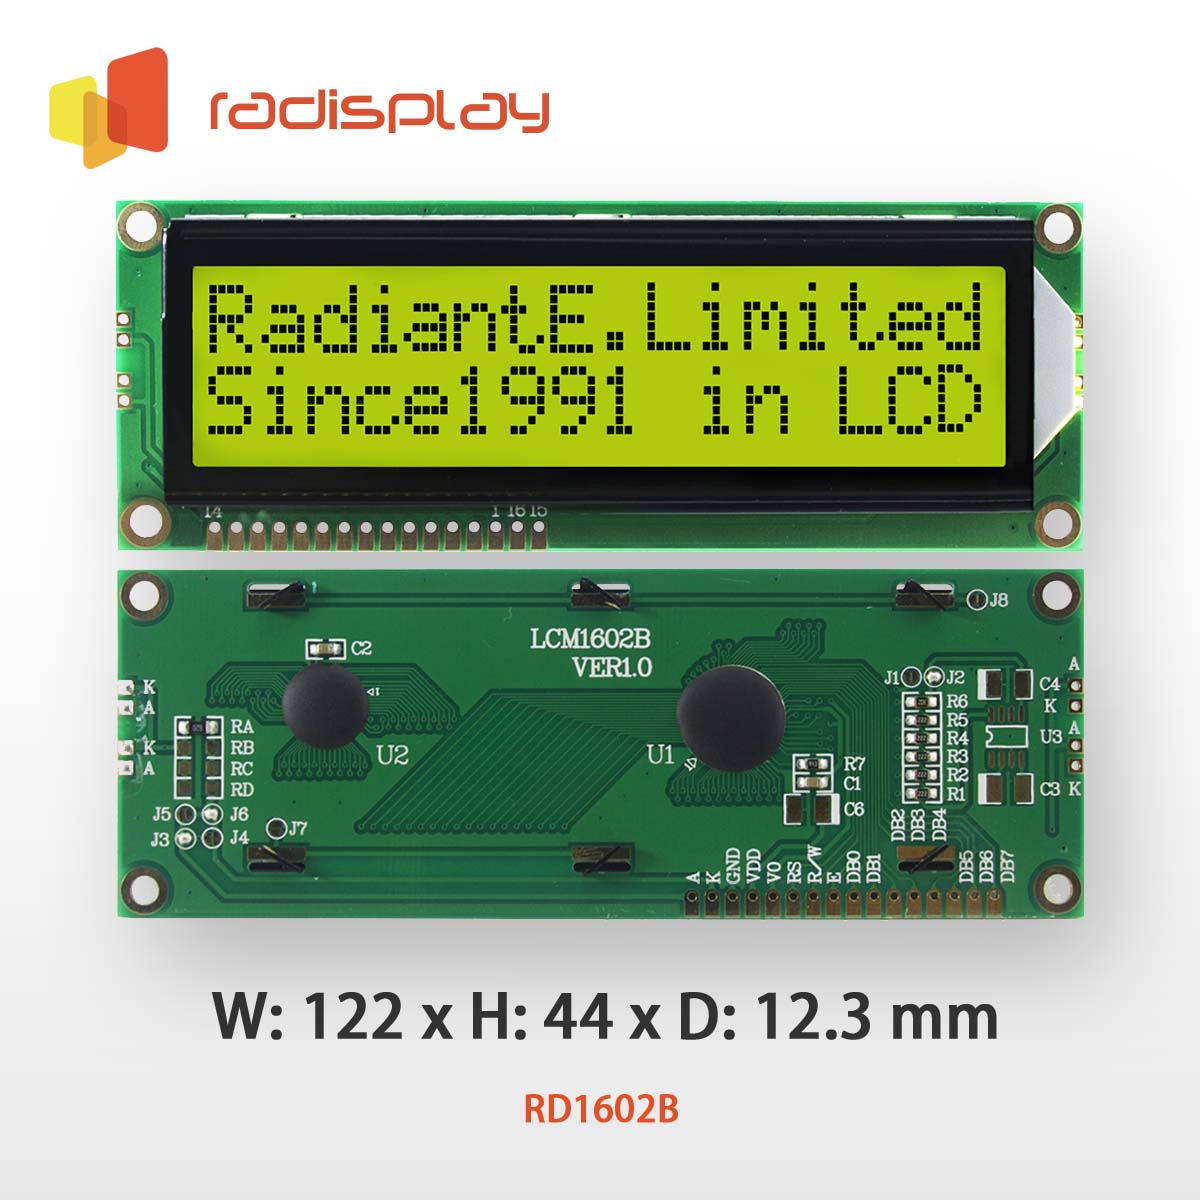 radisplay
RadiantE.Limited
Since1991 in LCD
14 1 16 15
J8
LCM1602B
VER1.0
C2
1
J1 J2
A
K
A
K
A
K
A
K
C4
U3
C3
R6
R5
R4
R3
R2
R1
RA
RB
RC
RD
U2
U1
R7
C1
C6
J5 J6
J3 J4
J7
DB2
DB3
DB4
A
K
GND
VDD
V0
RS
R/W
E
DB0
DB1
DB5
DB6
DB7
W: 122 x H: 44 x D: 12.3 mm
RD1602B